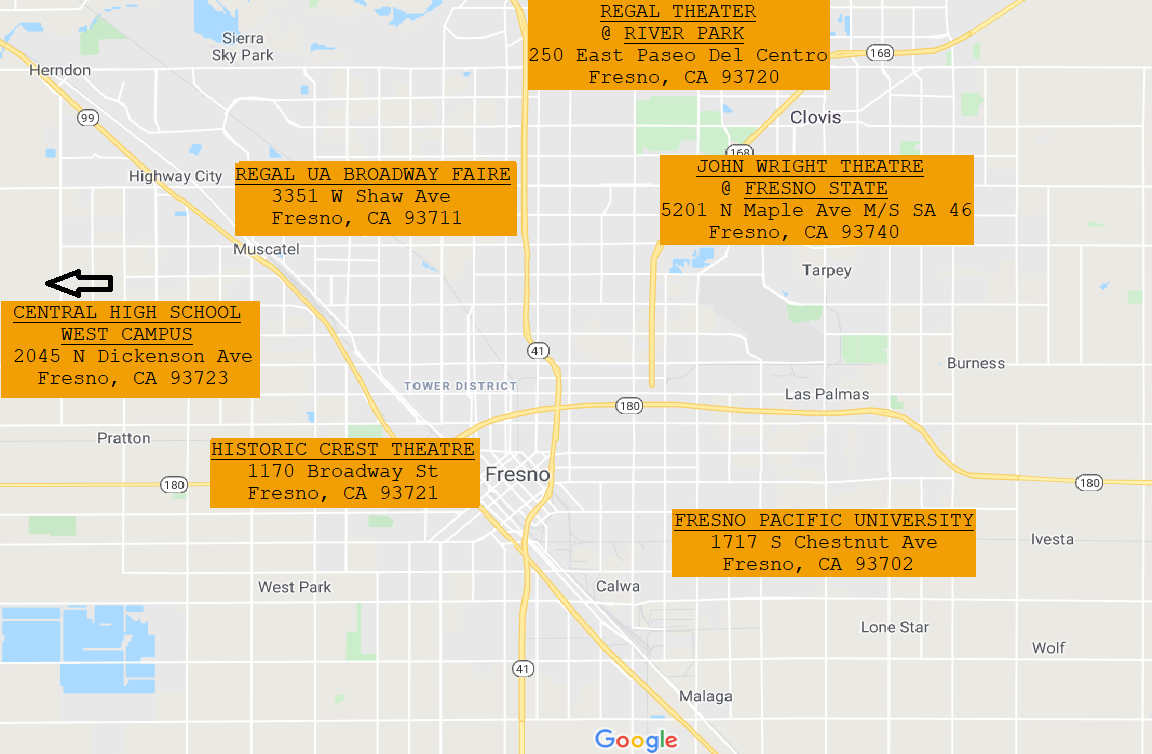 REGAL THEATER
@ RIVER PARK
250 East Paseo Del Centro
Fresno, CA 93720
168
Sierra
Sky Park
Herndon
99
Clovis
168
Highway City
REGAL UA BROADWAY FAIRE
3351 W Shaw Ave
Fresno, CA 93711
JOHN WRIGHT THEATRE
@ FRESNO STATE
5201 N Maple Ave M/S SA 46
Fresno, CA 93740
Muscatel
Tarpey
CENTRAL HIGH SCHOOL
WEST CAMPUS
2045 N Dickenson Ave
Fresno, CA 93723
41
Burness
TOWER DISTRICT
Las Palmas
180
Pratton
HISTORIC CREST THEATRE
1170 Broadway St
Fresno, CA 93721
Fresno
180
180
FRESNO PACIFIC UNIVERSITY
1717 S Chestnut Ave
Fresno, CA 93702
Ivesta
West Park
Calwa
Lone Star
Wolf
41
Malaga
Google